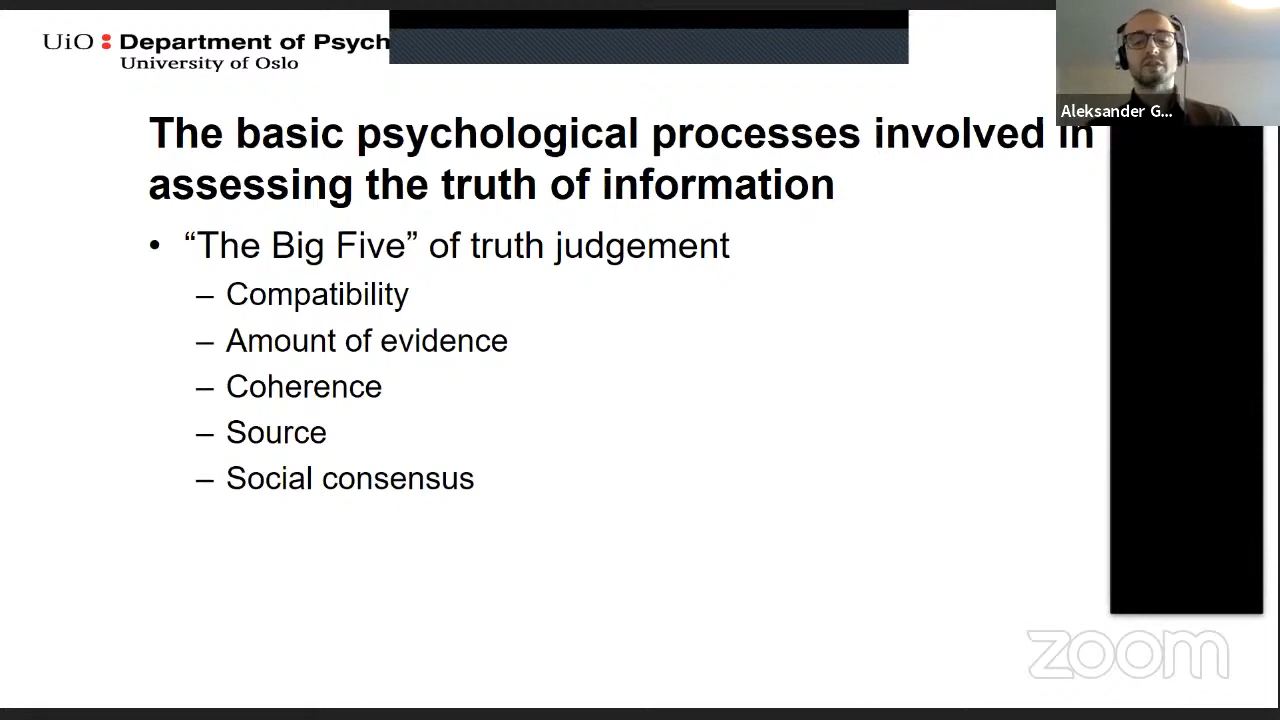 UiO : Department of Psych
University of Oslo
Aleksander G...
The basic psychological processes involved in
assessing the truth of information
• “The Big Five” of truth judgement
– Compatibility
– Amount of evidence
– Coherence
– Source
– Social consensus
zoom